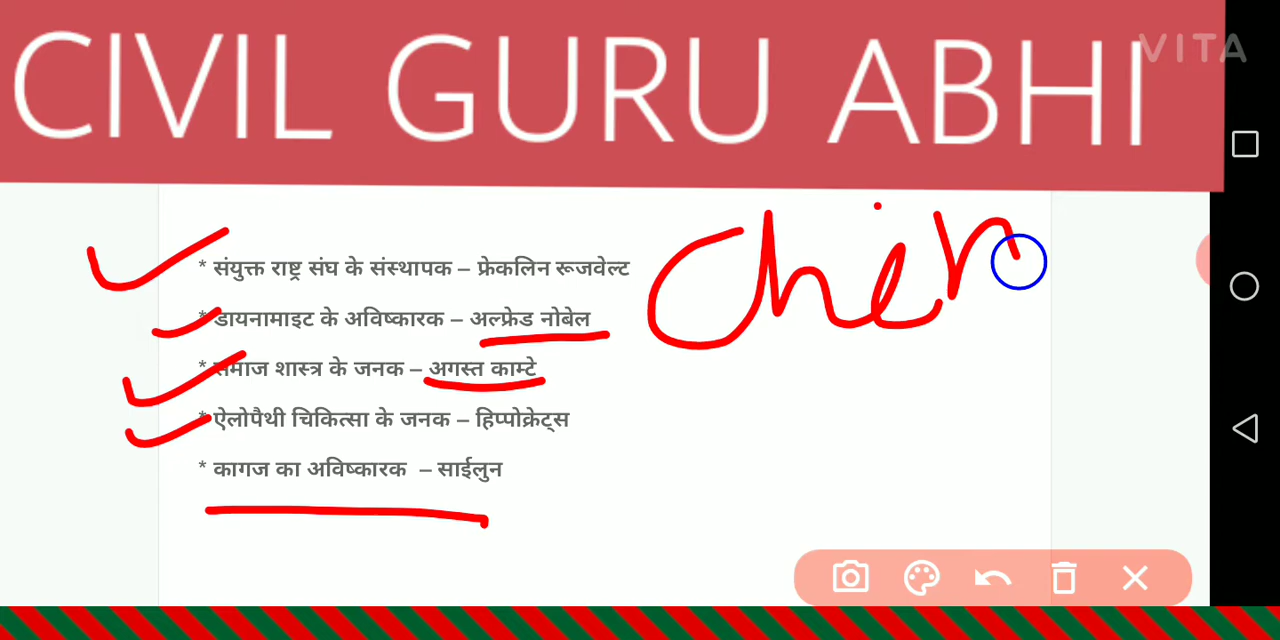 CIVIL GURU ABHI
VITA
* संयुक्त राष्ट्र संघ के संस्थापक – फ्रेकलिन रूजवेल्ट
* डायनामाइट के अविष्कारक – अल्फ्रेड नोबेल
* समाज शास्त्र के जनक – अगस्त काम्टे
* ऐलोपैथी चिकित्सा के जनक – हिप्पोक्रेट्स
* कागज का अविष्कारक – साईलुन
chin